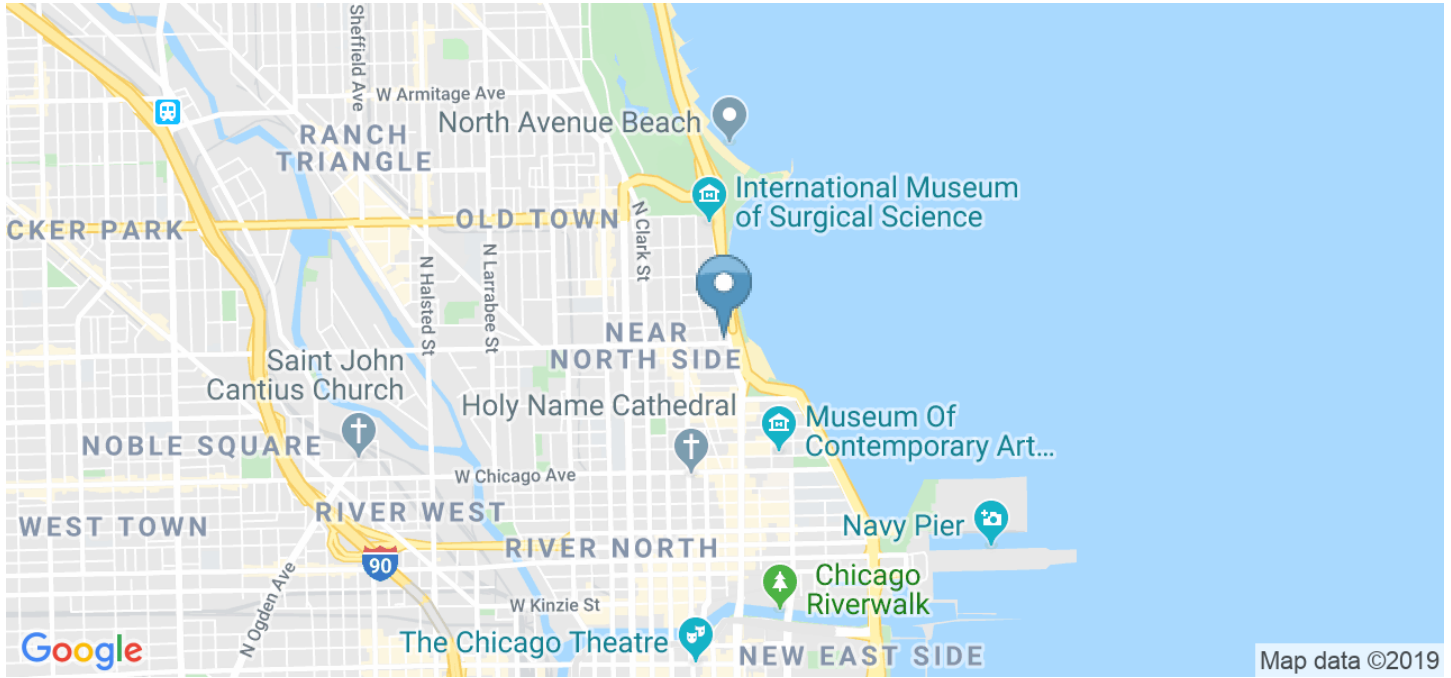 Sheffield Ave
W Armitage Ave
North Avenue Beach
RANCH
TRIANGLE
International Museum
of Surgical Science
OLD TOWN
CKER PARK
N Clark St
N Larrabee St
N Halsted St
NEAR
NORTH SIDE
Saint John
Cantius Church
Holy Name Cathedral
Museum Of
Contemporary Art...
NOBLE SQUARE
W Chicago Ave
RIVER WEST
WEST TOWN
Navy Pier
RIVER NORTH
90
Chicago
Riverwalk
N Ogden Ave
W Kinzie St
The Chicago Theatre
NEW EAST SIDE
Google
Map data ©2019